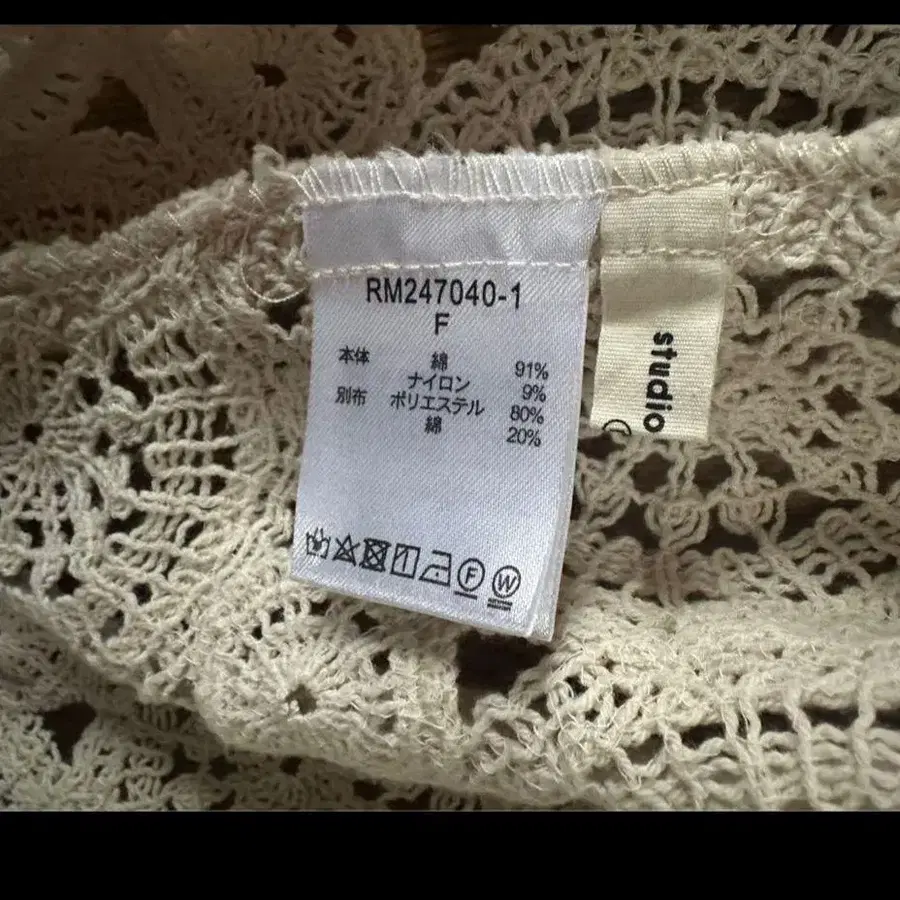 RM247040-1
F
本体 綿 91%
ナイロン 9%
別布 ポリエステル 80%
綿 20%
F
W
studio